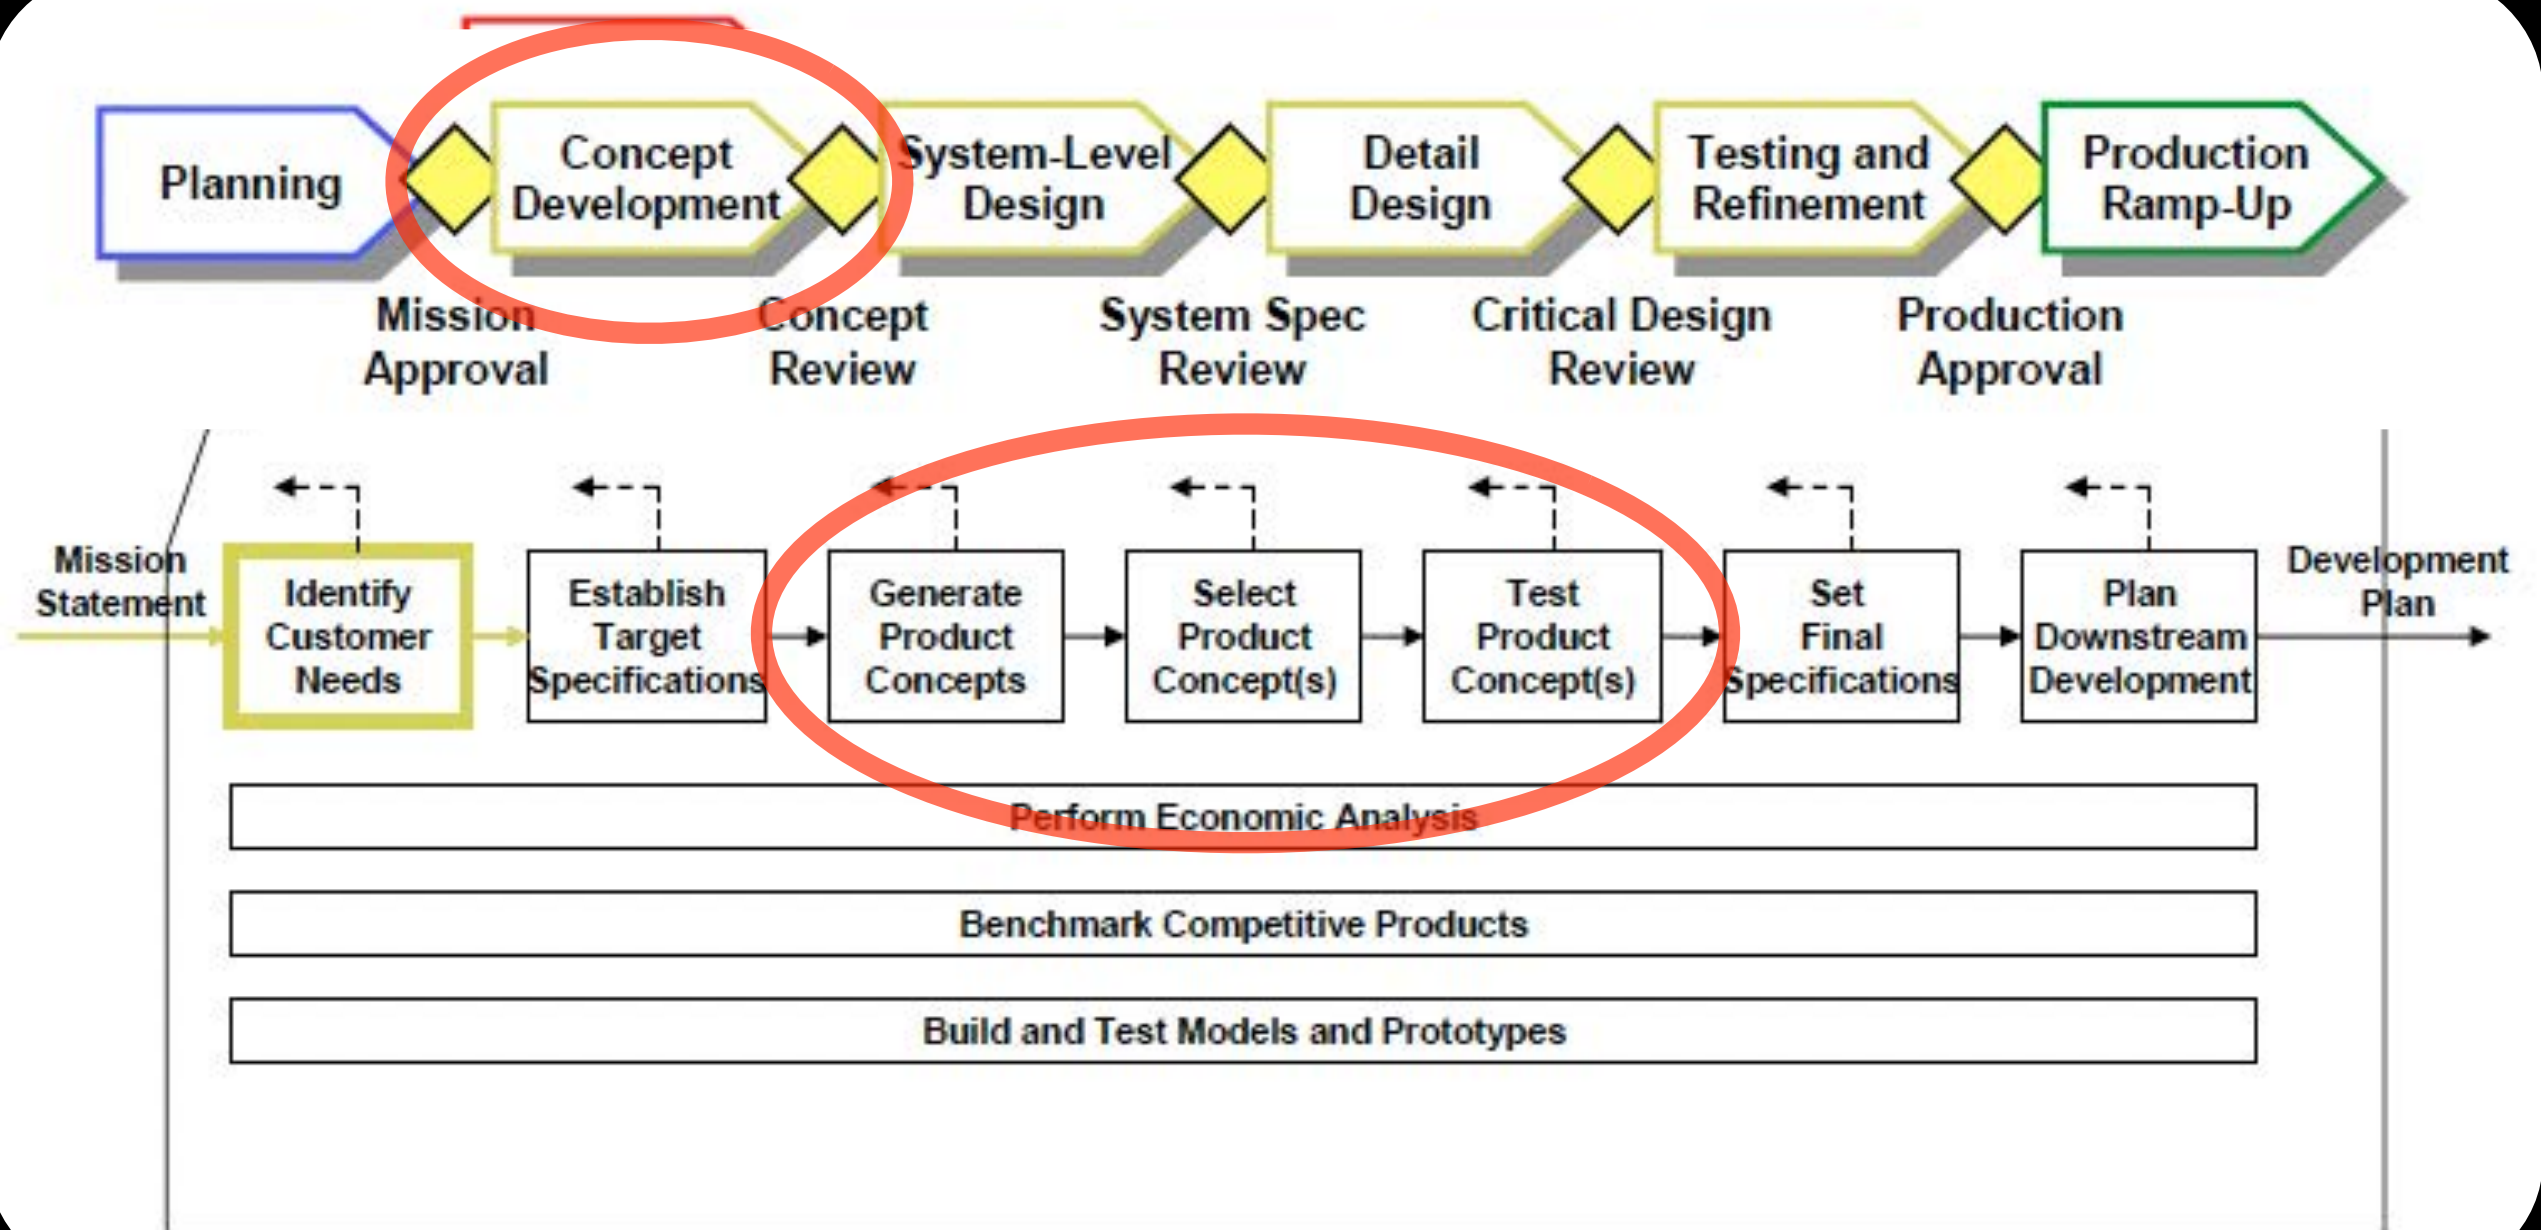 Planning
Concept
Development
System-Level
Design
Detail
Design
Testing and
Refinement
Production
Ramp-Up
Mission
Approval
Concept
Review
System Spec
Review
Critical Design
Review
Production
Approval
Mission
Statement
Identify
Customer
Needs
Establish
Target
Specifications
Generate
Product
Concepts
Select
Product
Concept(s)
Test
Product
Concept(s)
Set
Final
Specifications
Plan
Downstream
Development
Development
Plan
Perform Economic Analysis
Benchmark Competitive Products
Build and Test Models and Prototypes